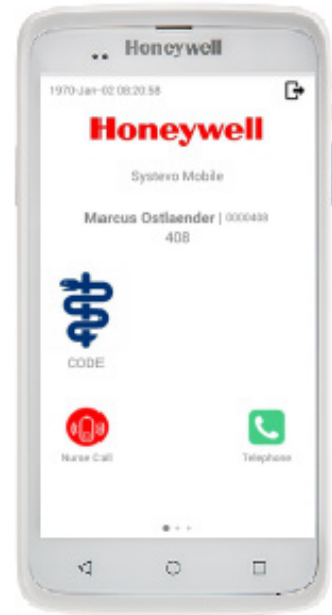 Honeywell
1970-Jan-02 08:20:58
Honeywell
Systevo Mobile
Marcus Ostlaender | 0000408
408
CODE
Nurse Call
Telephone